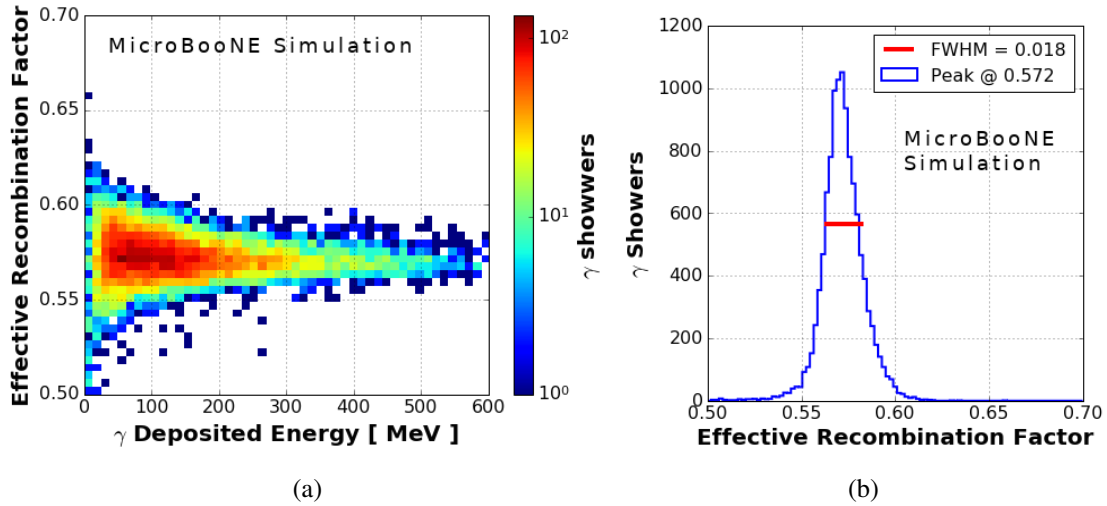 0.70
0.65
0.60
0.55
0.50
Effective Recombination Factor
MicroBooNE Simulation
0 100 200 300 400 500 600
γ Deposited Energy [ MeV ]
10²
10¹
10⁰
γ showers
(a)
1200
1000
800
600
400
200
0
γ Showers
FWHM = 0.018
Peak @ 0.572
MicroBooNE
Simulation
0.50 0.55 0.60 0.65 0.70
Effective Recombination Factor
(b)